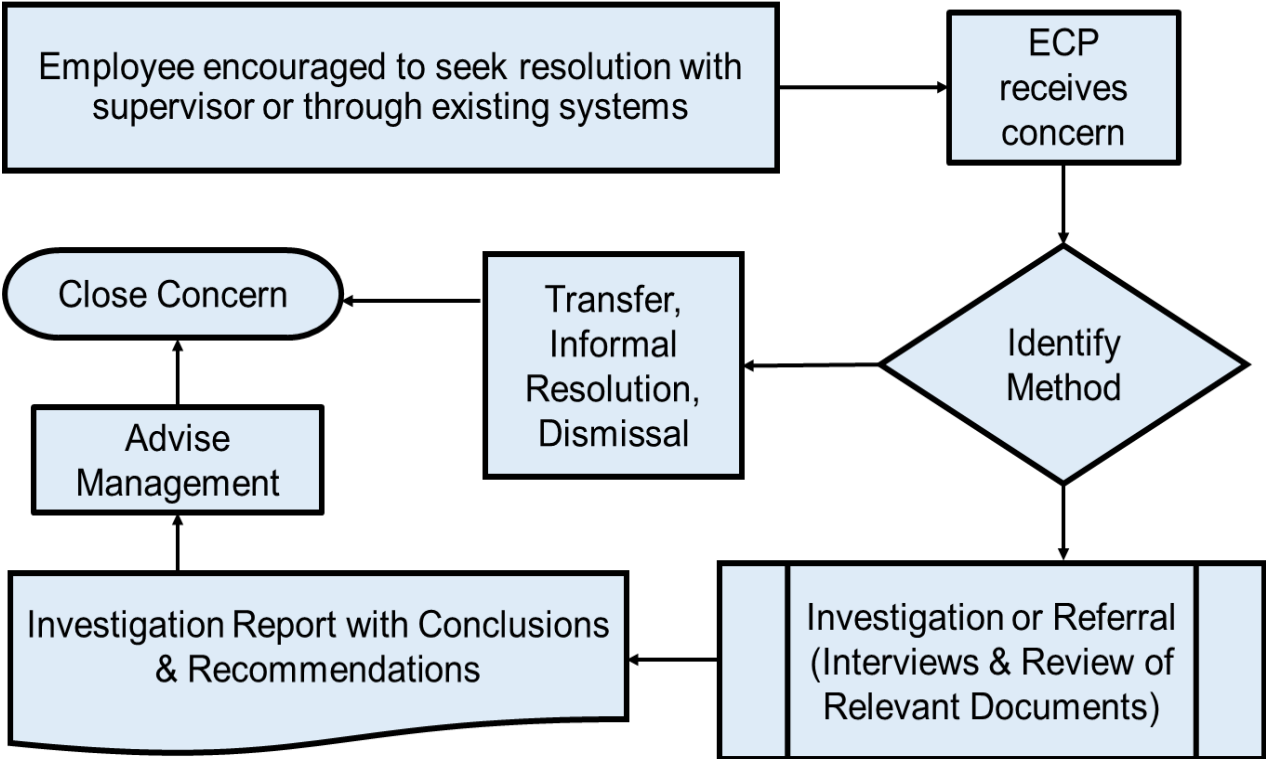 Employee encouraged to seek resolution with
supervisor or through existing systems
ECP
receives
concern
Identify
Method
Transfer,
Informal
Resolution,
Dismissal
Close Concern
Advise
Management
Investigation Report with Conclusions
& Recommendations
Investigation or Referral
(Interviews & Review of
Relevant Documents)